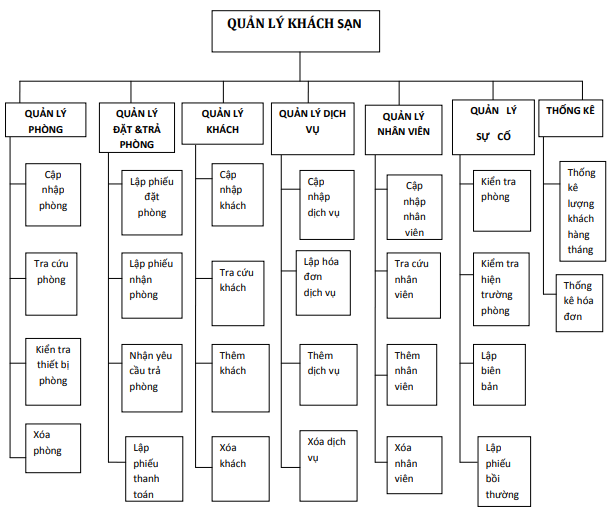 QUẢN LÝ KHÁCH SẠN
QUẢN LÝ
PHÒNG
QUẢN LÝ
ĐẶT &TRẢ
PHÒNG
QUẢN LÝ
KHÁCH
QUẢN LÝ DỊCH
VỤ
QUẢN LÝ
NHÂN VIÊN
QUẢN LÝ
SỰ CỐ
THỐNG KÊ
Cập
nhập
phòng
Tra cứu
phòng
Kiển tra
thiết bị
phòng
Xóa
phòng
Lập phiếu
đặt
phòng
Lập phiếu
nhận
phòng
Nhận yêu
cầu trả
phòng
Lập
phiếu
thanh
toán
Cập
nhập
khách
Tra cứu
khách
Thêm
khách
Xóa
khách
Cập
nhập
dịch vụ
Lập hóa
đơn
dịch vụ
Thêm
dịch vụ
Xóa dịch
vụ
Cập
nhập
nhân
viên
Tra cứu
nhân
viên
Thêm
nhân
viên
Xóa
nhân
viên
Kiển tra
phòng
Kiểm tra
hiện
trường
phòng
Lập
biên
bản
Lập
phiếu
bồi
thường
Thống
kê
lượng
khách
hàng
tháng
Thống
kê hóa
đơn